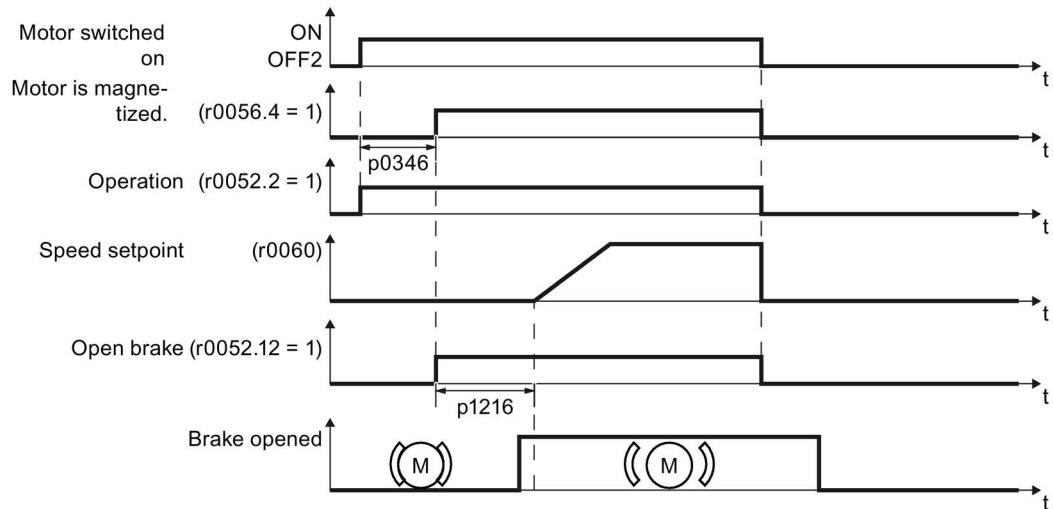 Motor switched
on
ON
OFF2
t
Motor is magne-
tized.
(r0056.4 = 1)
t
p0346
Operation (r0052.2 = 1)
t
Speed setpoint (r0060)
t
Open brake (r0052.12 = 1)
t
p1216
Brake opened
M
M
t